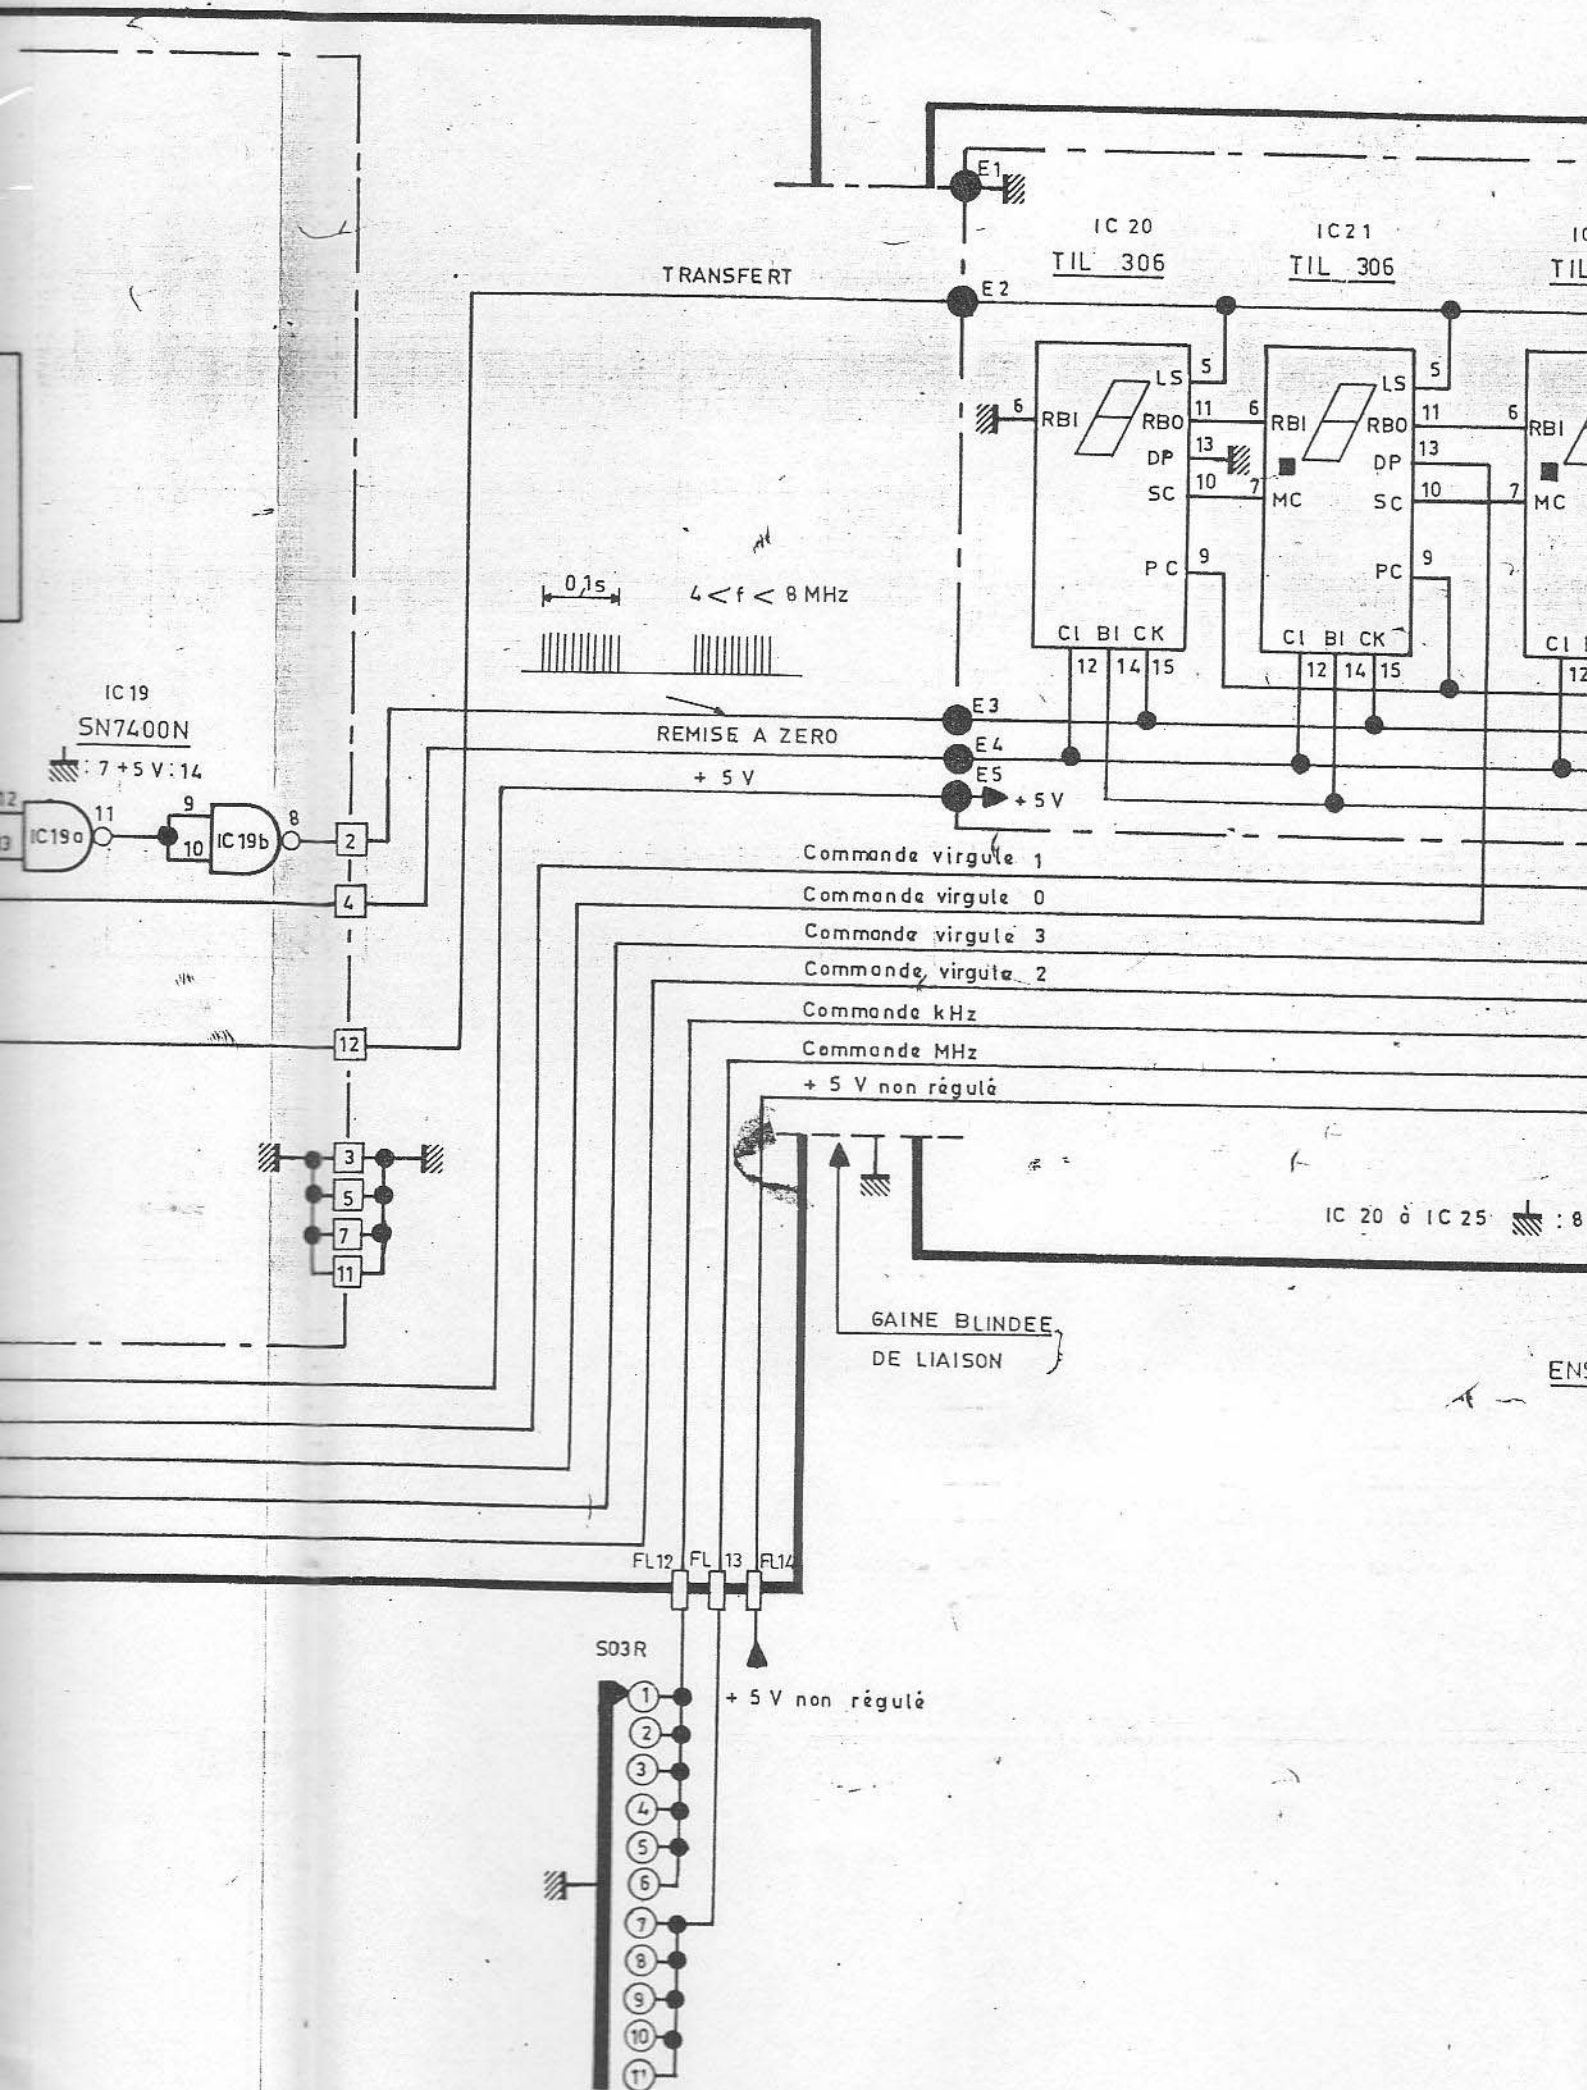 E1
IC 20
IC21
TIL 306
TIL 306
TRANSFERT
E2
LS
5
LS
5
6
RBI
RBO
11
6
RBI
RBO
11
6
RBI
DP
13
DP
13
SC
10
7
MC
SC
10
7
MC
PC
9
PC
9
0,1s
4 < f < 8 MHz
CI BI CK
CI BI CK
CI
12
14
15
12
14
15
12
IC19
SN7400N
: 7 +5 V : 14
E3
REMISE A ZERO
E4
+ 5 V
E5
+ 5V
12
11
9
8
13
IC19a
10
IC19b
2
Commande virgule 1
4
Commande virgule 0
Commande virgule 3
Commande virgule 2
Commande kHz
12
Commande MHz
+ 5 V non régulé
3
5
7
11
IC 20 à IC 25 : 8
GAINE BLINDEE
DE LIAISON
FL12
FL 13
FL14
S03R
+ 5 V non régulé
1
2
3
4
5
6
7
8
9
10
11